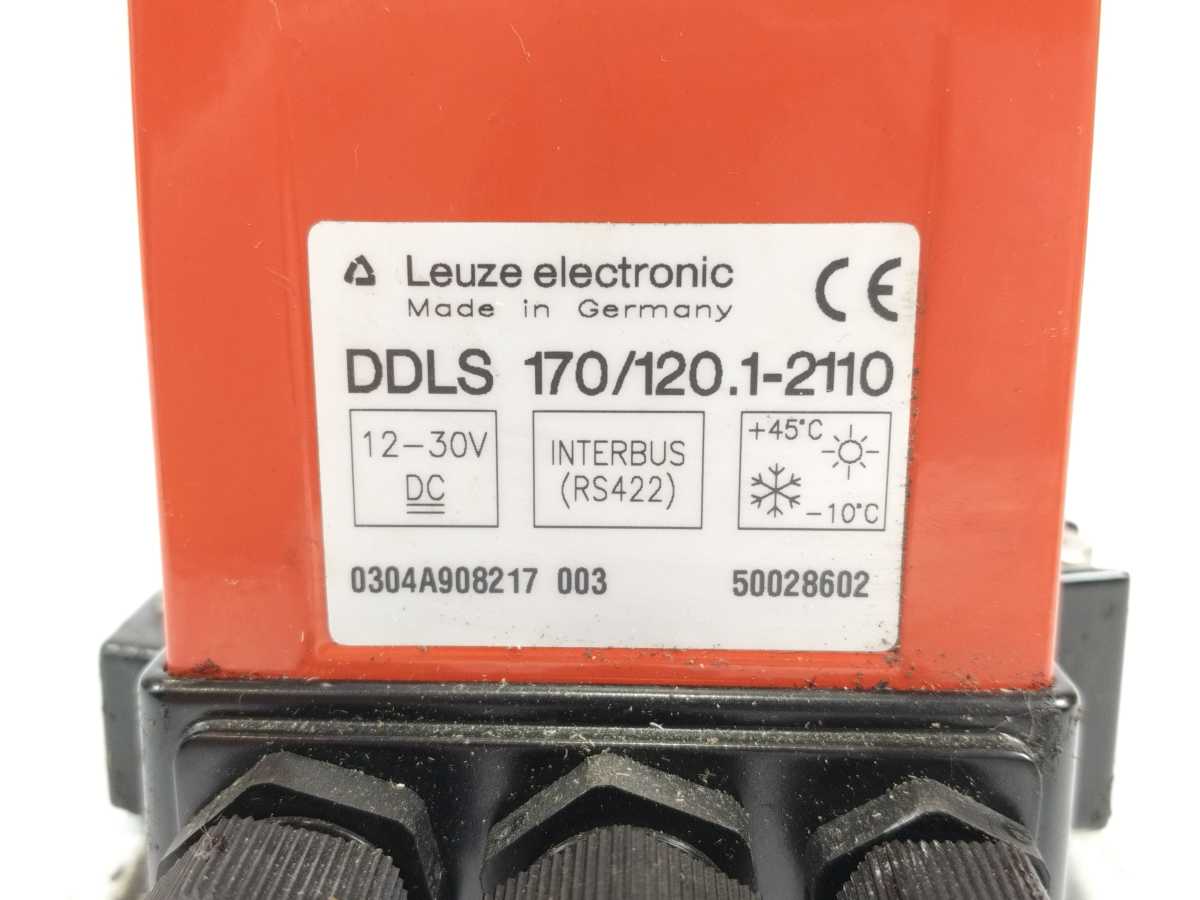 Leuze electronic
Made in Germany
CE
DDLS 170/120.1-2110
12-30V
DC
INTERBUS
(RS422)
+45°C
-10°C
0304A908217 003 50028602